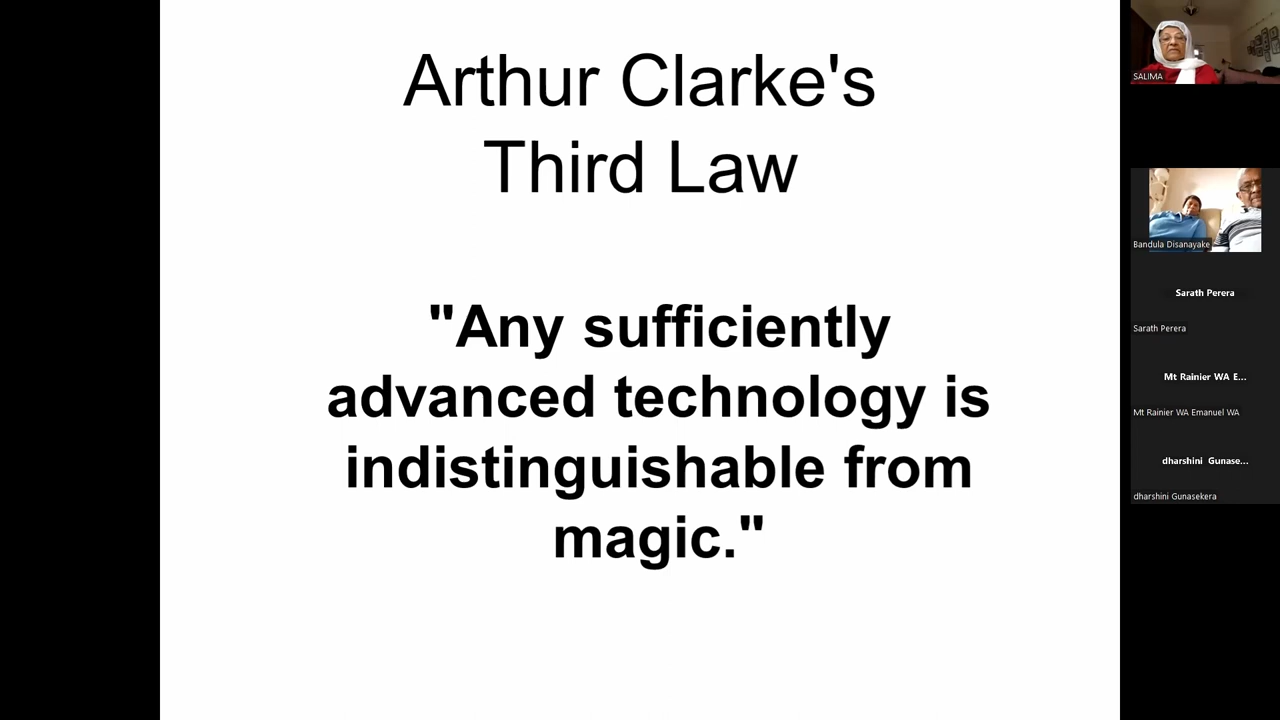 Arthur Clarke's
Third Law
"Any sufficiently
advanced technology is
indistinguishable from
magic."
SALIMA
Bandula Disanayake
Sarath Perera
Sarath Perera
Mt Rainier WA E...
Mt Rainier WA Emanuel WA
dharshini Gunase...
dharshini Gunasekera